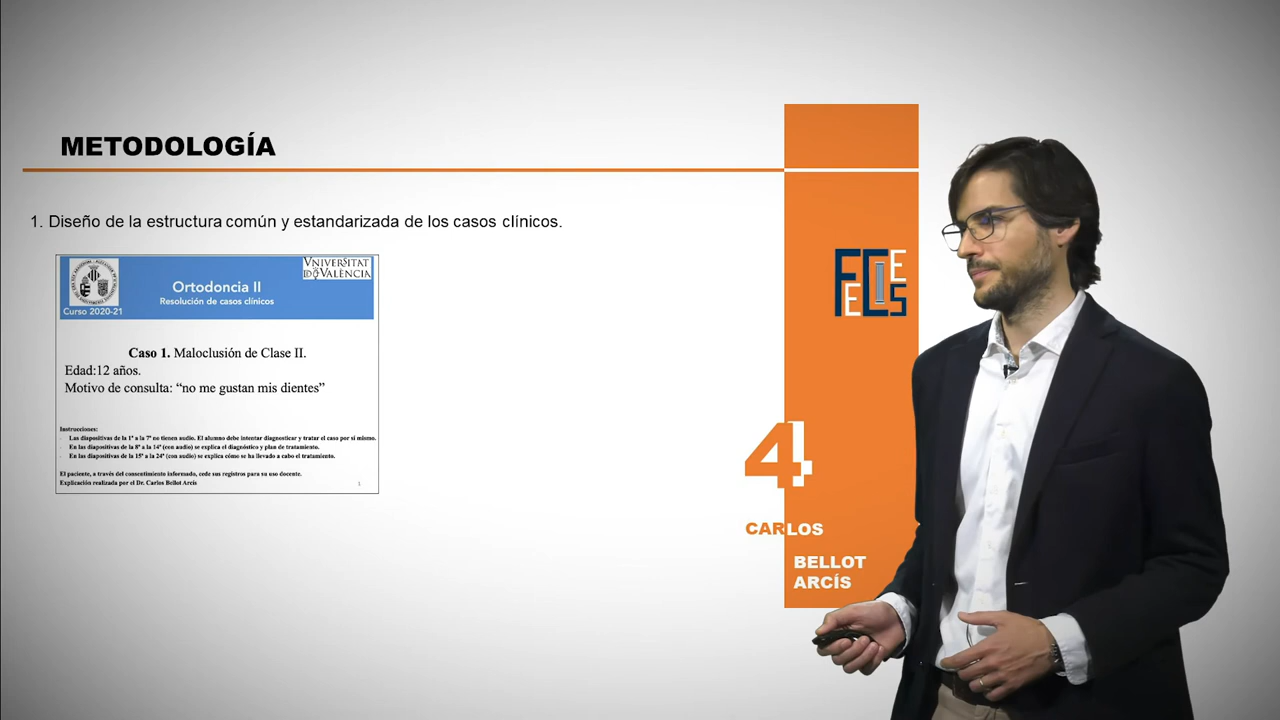 METODOLOGÍA
1. Diseño de la estructura común y estandarizada de los casos clínicos.
VNIVERSITAT
ID VALÈNCIA
Ortodoncia II
Resolución de casos clínicos
Curso 2020-21
Caso 1. Maloclusión de Clase II.
Edad:12 años.
Motivo de consulta: “no me gustan mis dientes”
Instrucciones:
- Las diapositivas de la 1ª a la 7ª no tienen audio. El alumno debe intentar diagnosticar y tratar el caso por si mismo.
- En las diapositivas de la 8ª a la 14ª (con audio) se explica el diagnóstico y plan de tratamiento.
- En las diapositivas de la 15ª a la 24ª (con audio) se explica cómo se ha llevado a cabo el tratamiento.
El paciente, a través del consentimiento informado, cede sus registros para su uso docente.
Explicación realizada por el Dr. Carlos Bellot Arcís
1
4
CARLOS
BELLOT
ARCÍS